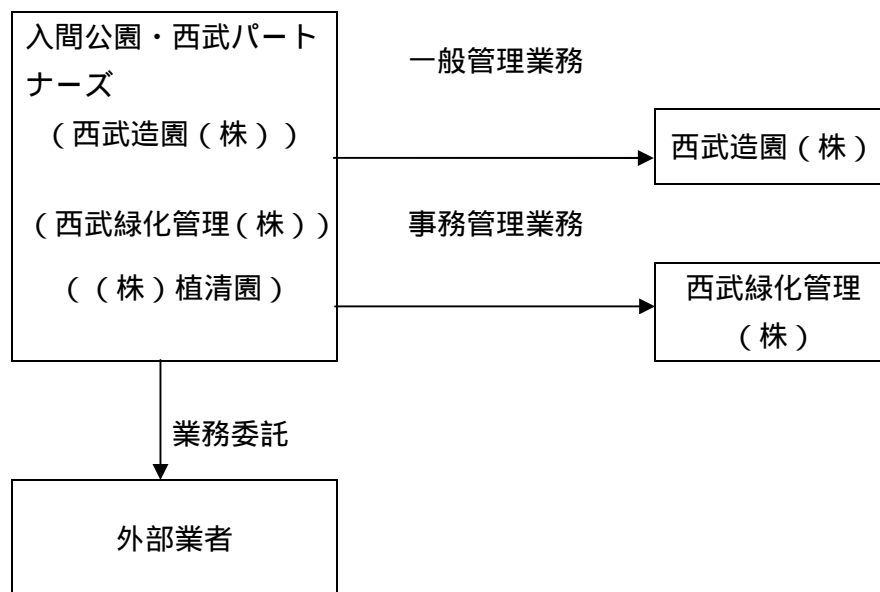 入間公園・西武パート
ナーズ
（西武造園（株））
（西武緑化管理（株））
（（株）植清園）
一般管理業務
西武造園（株）
事務管理業務
西武緑化管理
（株）
業務委託
外部業者